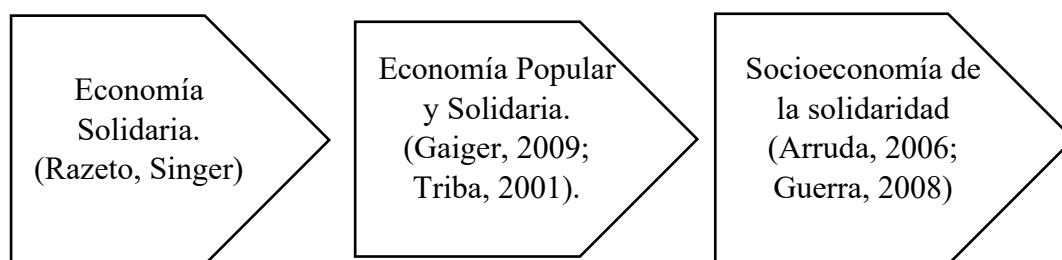 Economía
Solidaria.
(Razeto, Singer)
Economía Popular
y Solidaria.
(Gaiger, 2009;
Triba, 2001).
Socioeconomía de
la solidaridad
(Arruda, 2006;
Guerra, 2008)